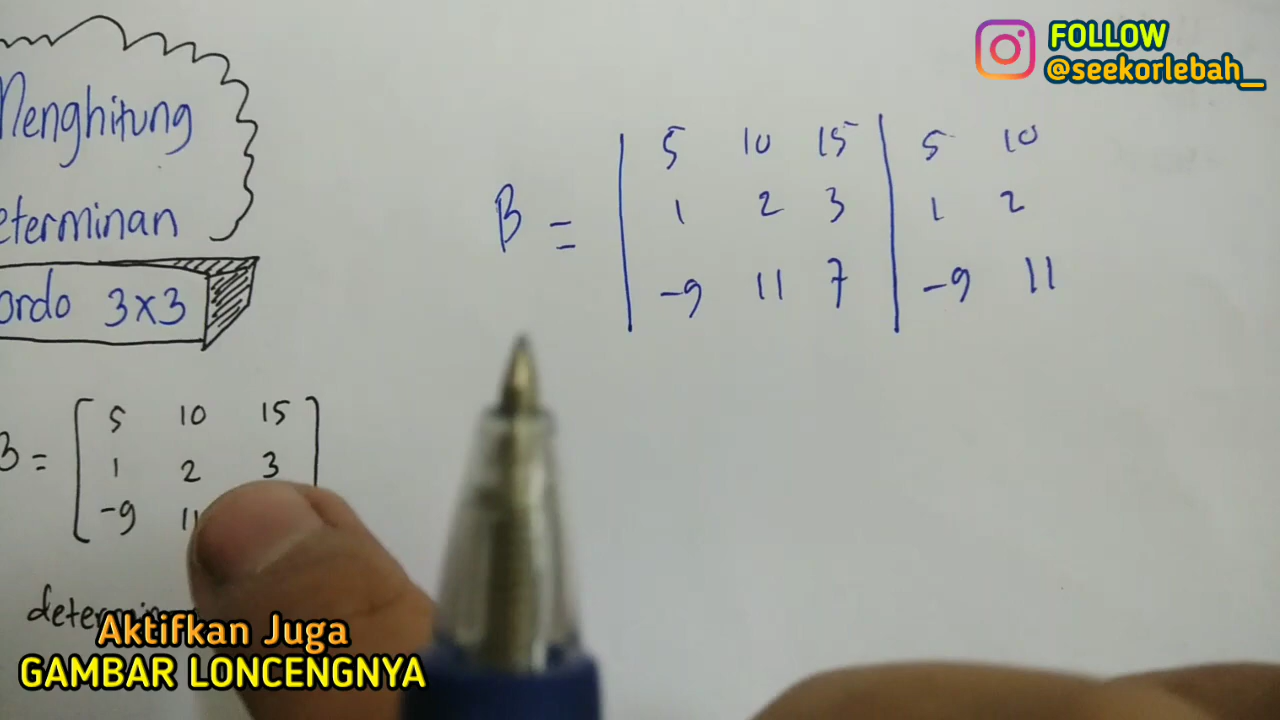 Menghitung
eterminan
ordo 3x3
B = [ 5 10 15
1 2 3
-9 11
Aktifkan Juga
GAMBAR LONCENGNYA
B = | 5 10 15 | 5 10
1 2 3 | 1 2
-9 11 7 | -9 11
FOLLOW
@seekorlebah_